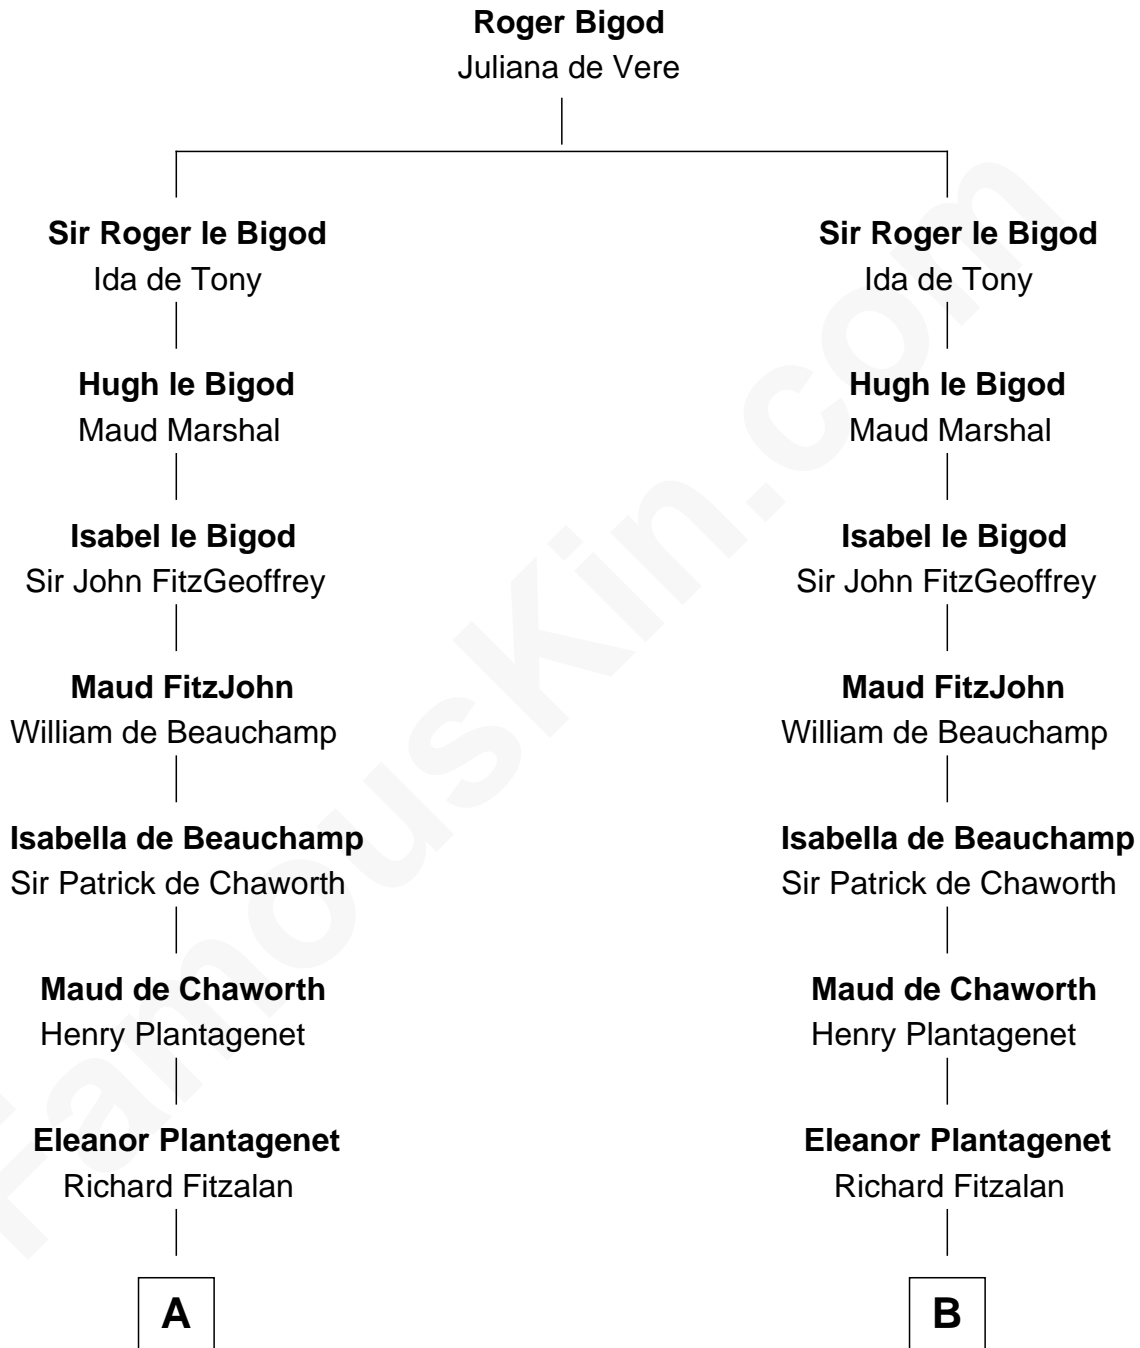 Roger Bigod
Juliana de Vere
Sir Roger le Bigod
Ida de Tony
Hugh le Bigod
Maud Marshal
Isabel le Bigod
Sir John FitzGeoffrey
Maud FitzJohn
William de Beauchamp
Isabella de Beauchamp
Sir Patrick de Chaworth
Maud de Chaworth
Henry Plantagenet
Eleanor Plantagenet
Richard Fitzalan
A
Sir Roger le Bigod
Ida de Tony
Hugh le Bigod
Maud Marshal
Isabel le Bigod
Sir John FitzGeoffrey
Maud FitzJohn
William de Beauchamp
Isabella de Beauchamp
Sir Patrick de Chaworth
Maud de Chaworth
Henry Plantagenet
Eleanor Plantagenet
Richard Fitzalan
B
FamousKin.com